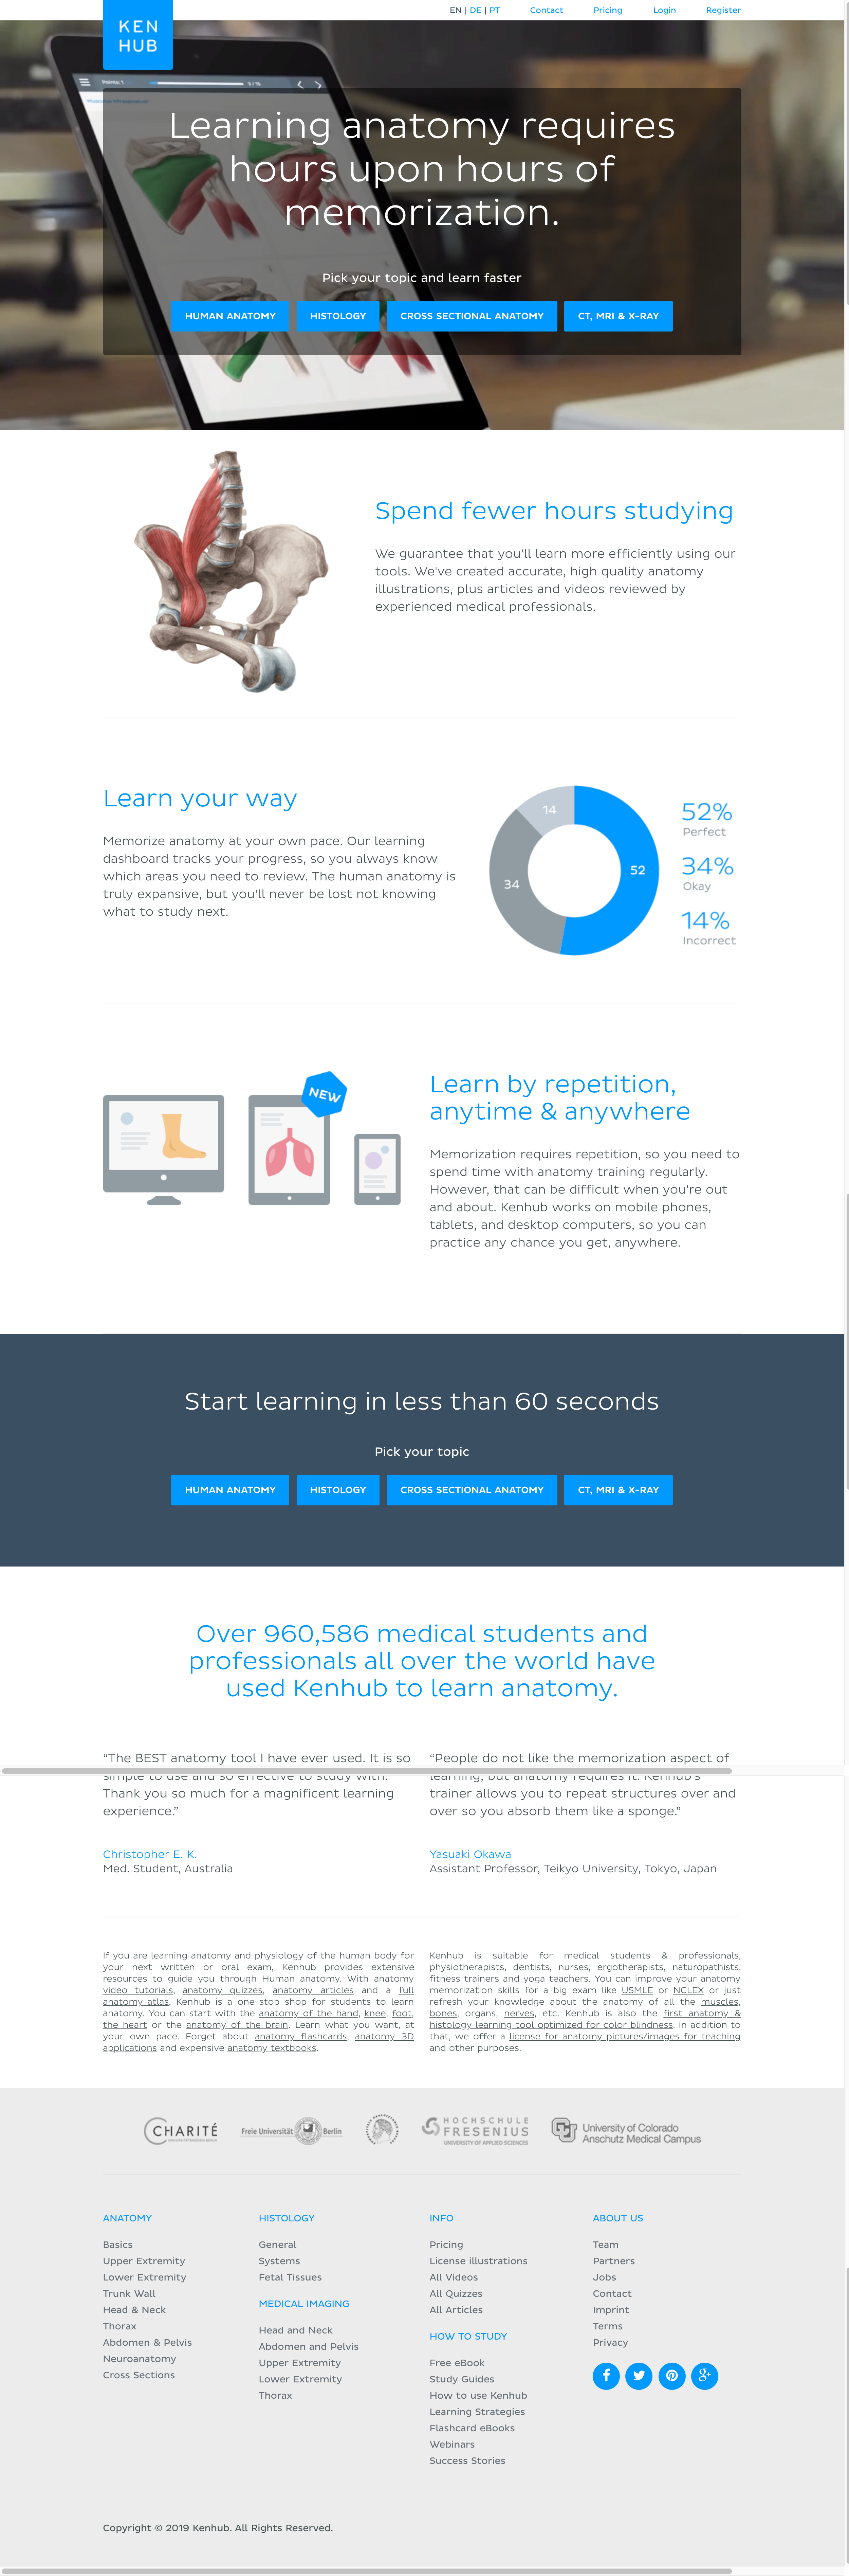 EN | DE | PT Contact Pricing Login Register
KEN
HUB
Learning anatomy requires
hours upon hours of
memorization.
Pick your topic and learn faster
HUMAN ANATOMY HISTOLOGY CROSS SECTIONAL ANATOMY CT, MRI & X-RAY
Spend fewer hours studying
We guarantee that you'll learn more efficiently using our
tools. We've created accurate, high quality anatomy
illustrations, plus articles and videos reviewed by
experienced medical professionals.
Learn your way
Memorize anatomy at your own pace. Our learning
dashboard tracks your progress, so you always know
which areas you need to review. The human anatomy is
truly expansive, but you'll never be lost not knowing
what to study next.
14
34
52
52%
Perfect
34%
Okay
14%
Incorrect
NEW
Learn by repetition,
anytime & anywhere
Memorization requires repetition, so you need to
spend time with anatomy training regularly.
However, that can be difficult when you're out
and about. Kenhub works on mobile phones,
tablets, and desktop computers, so you can
practice any chance you get, anywhere.
Start learning in less than 60 seconds
Pick your topic
HUMAN ANATOMY HISTOLOGY CROSS SECTIONAL ANATOMY CT, MRI & X-RAY
Over 960,586 medical students and
professionals all over the world have
used Kenhub to learn anatomy.
“The BEST anatomy tool I have ever used. It is so
simple to use and so effective to study with.
Thank you so much for a magnificent learning
experience.”
Christopher E. K.
Med. Student, Australia
“People do not like the memorization aspect of
learning, but anatomy requires it. Kenhub's
trainer allows you to repeat structures over and
over so you absorb them like a sponge.”
Yasuaki Okawa
Assistant Professor, Teikyo University, Tokyo, Japan
If you are learning anatomy and physiology of the human body for
your next written or oral exam, Kenhub provides extensive
resources to guide you through Human anatomy. With anatomy
video tutorials, anatomy quizzes, anatomy articles and a full
anatomy atlas, Kenhub is a one-stop shop for students to learn
anatomy. You can start with the anatomy of the hand, knee, foot,
the heart or the anatomy of the brain. Learn what you want, at
your own pace. Forget about anatomy flashcards, anatomy 3D
applications and expensive anatomy textbooks.
Kenhub is suitable for medical students & professionals,
physiotherapists, dentists, nurses, ergotherapists, naturopathists,
fitness trainers and yoga teachers. You can improve your anatomy
memorization skills for a big exam like USMLE or NCLEX or just
refresh your knowledge about the anatomy of all the muscles,
bones, organs, nerves, etc. Kenhub is also the first anatomy &
histology learning tool optimized for color blindness. In addition to
that, we offer a license for anatomy pictures/images for teaching
and other purposes.
CHARITÉ
Freie Universität Berlin
HOCHSCHULE
FRESENIUS
UNIVERSITY OF APPLIED SCIENCES
University of Colorado
Anschutz Medical Campus
ANATOMY
Basics
Upper Extremity
Lower Extremity
Trunk Wall
Head & Neck
Thorax
Abdomen & Pelvis
Neuroanatomy
Cross Sections
HISTOLOGY
General
Systems
Fetal Tissues
MEDICAL IMAGING
Head and Neck
Abdomen and Pelvis
Upper Extremity
Lower Extremity
Thorax
INFO
Pricing
License illustrations
All Videos
All Quizzes
All Articles
HOW TO STUDY
Free eBook
Study Guides
How to use Kenhub
Learning Strategies
Flashcard eBooks
Webinars
Success Stories
ABOUT US
Team
Partners
Jobs
Contact
Imprint
Terms
Privacy
Copyright © 2019 Kenhub. All Rights Reserved.